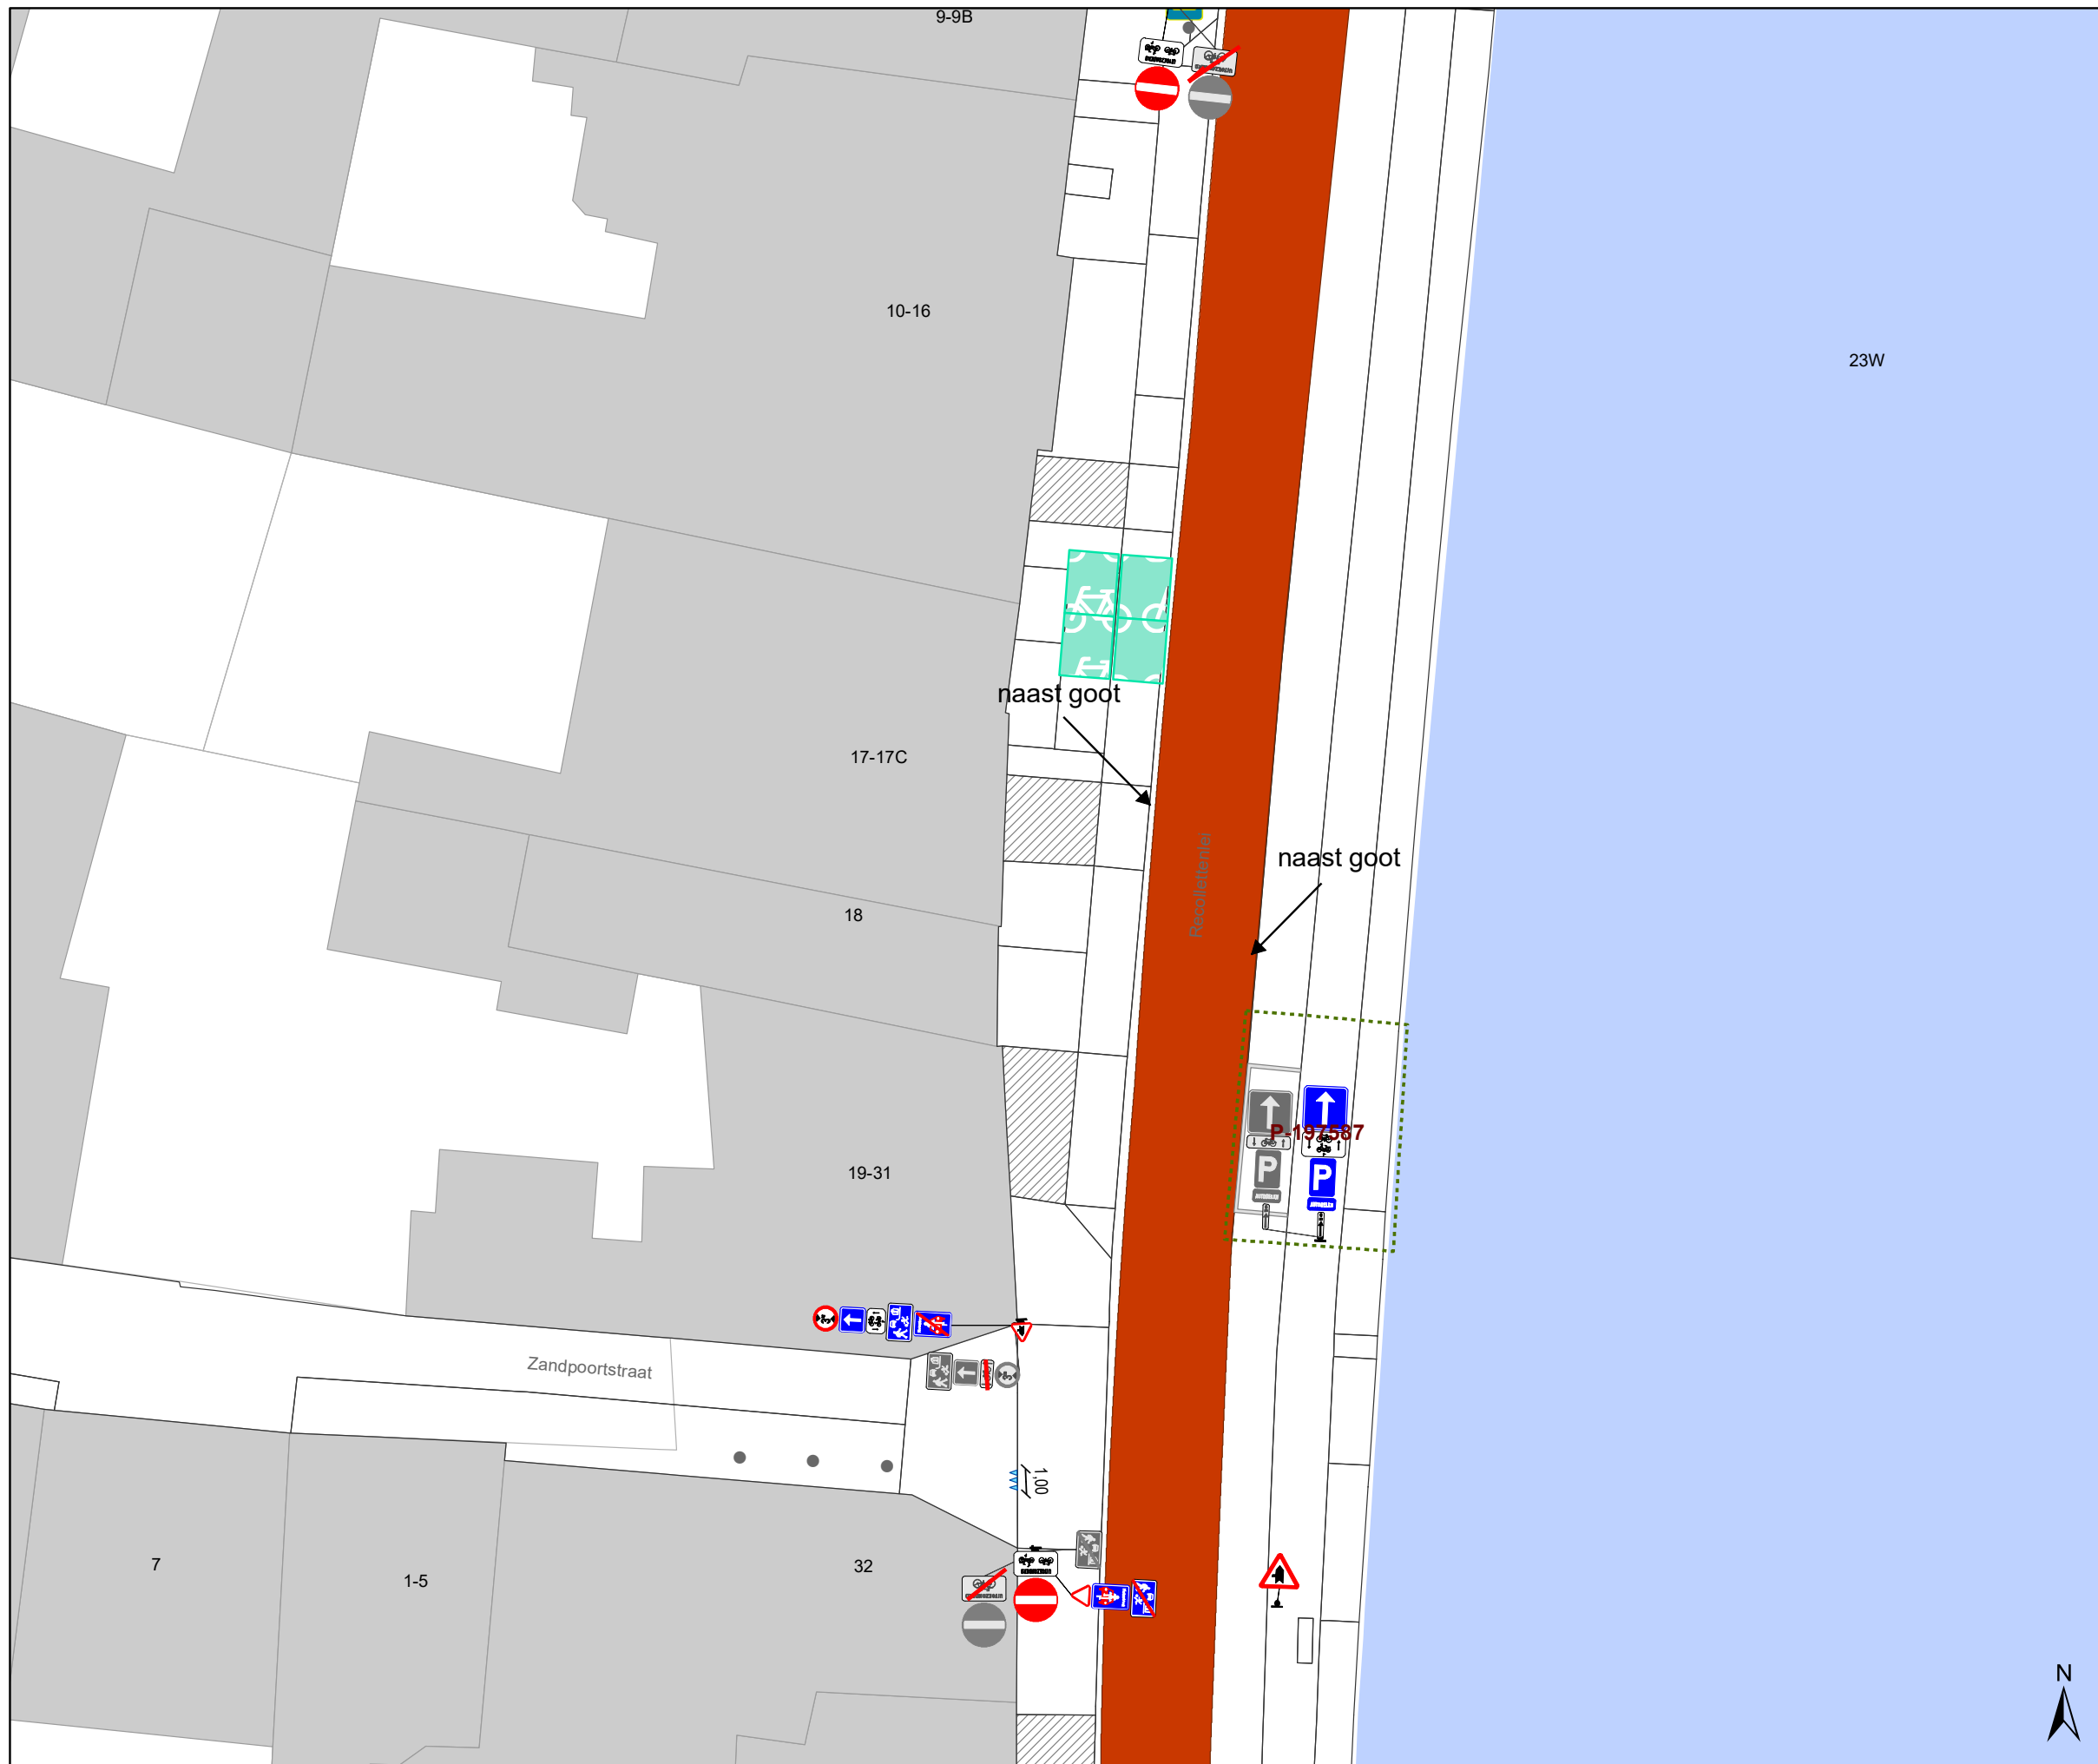 9-9B
10-16
23W
naast goot
17-17C
Recollettenlei
naast goot
18
P-197587
P
P
19-31
Zandpoortstraat
1,00
32
7
1-5
N